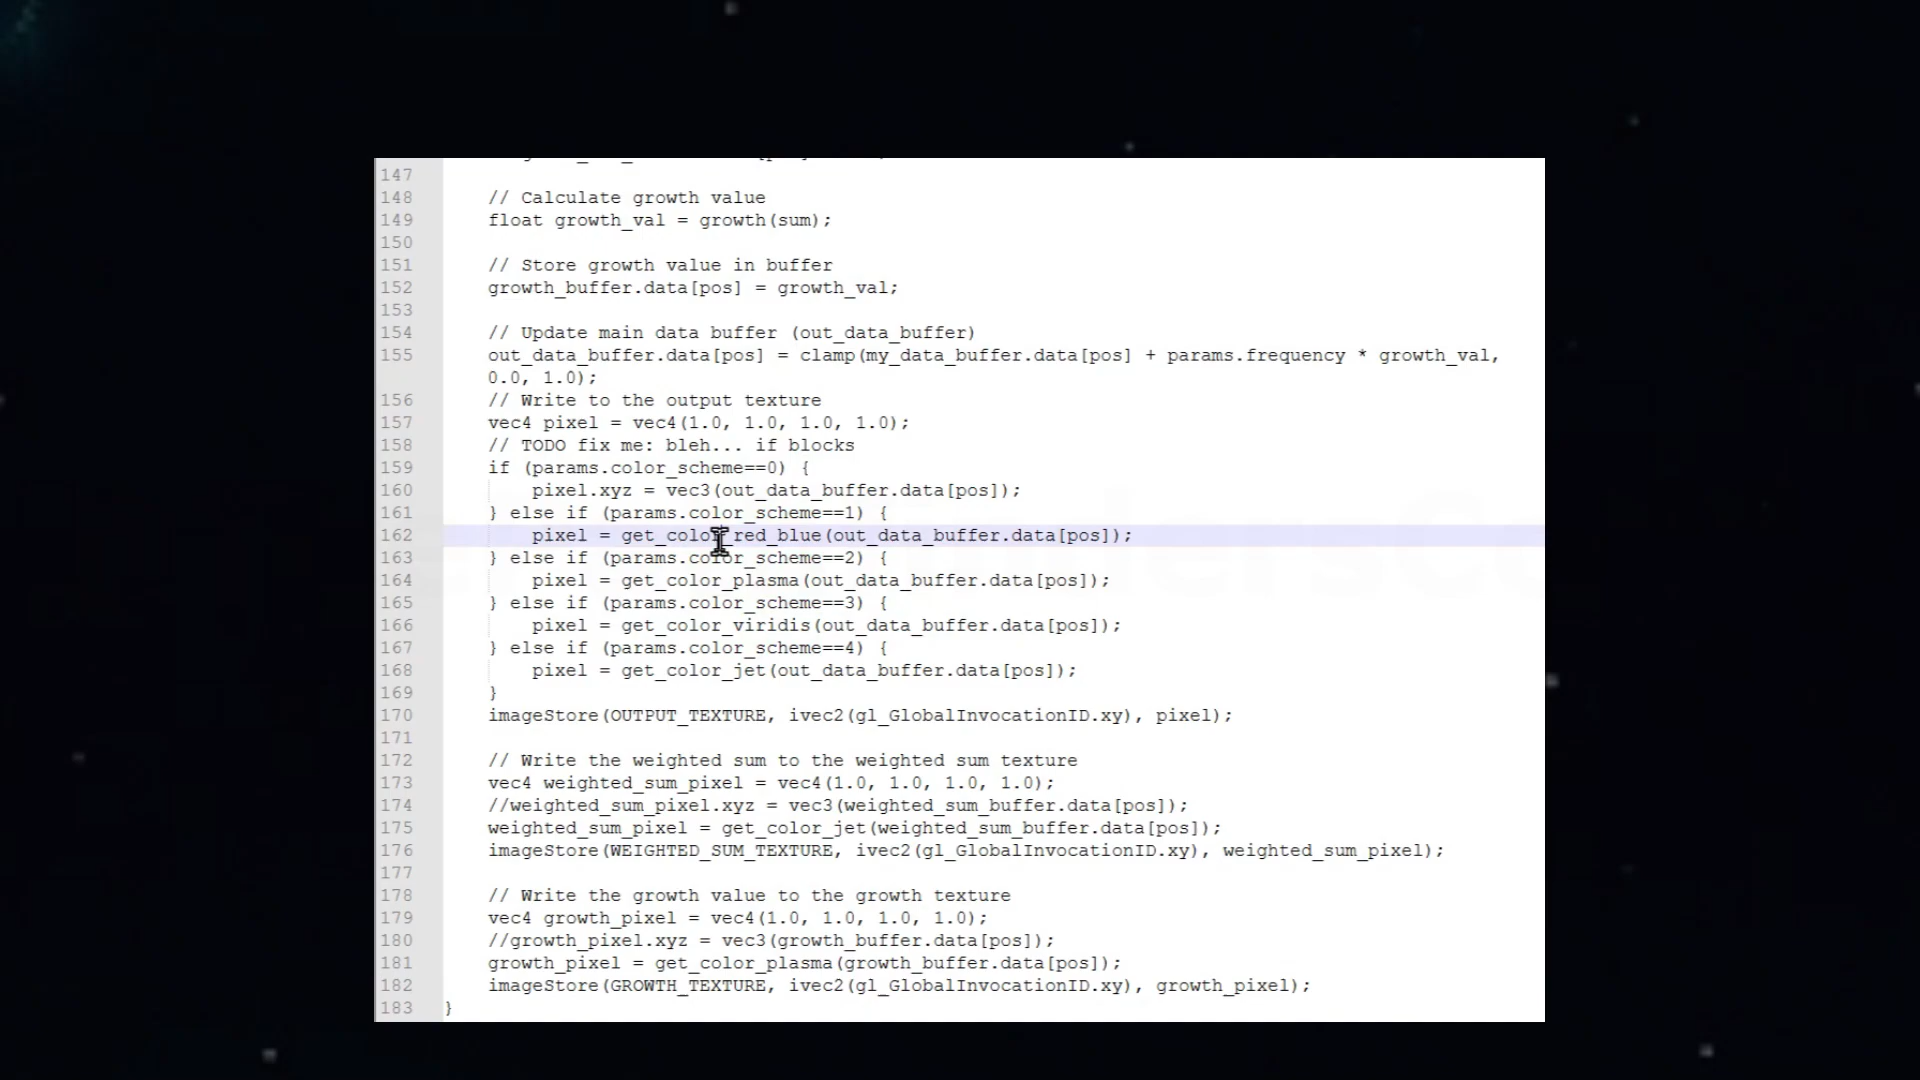 147
148 // Calculate growth value
149 float growth_val = growth(sum);
150
151 // Store growth value in buffer
152 growth_buffer.data[pos] = growth_val;
153
154 // Update main data buffer (out_data_buffer)
155 out_data_buffer.data[pos] = clamp(my_data_buffer.data[pos] + params.frequency * growth_val,
0.0, 1.0);
156 // Write to the output texture
157 vec4 pixel = vec4(1.0, 1.0, 1.0, 1.0);
158 // TODO fix me: bleh... if blocks
159 if (params.color_scheme==0) {
160 pixel.xyz = vec3(out_data_buffer.data[pos]);
161 } else if (params.color_scheme==1) {
162 pixel = get_color_red_blue(out_data_buffer.data[pos]);
163 } else if (params.color_scheme==2) {
164 pixel = get_color_plasma(out_data_buffer.data[pos]);
165 } else if (params.color_scheme==3) {
166 pixel = get_color_viridis(out_data_buffer.data[pos]);
167 } else if (params.color_scheme==4) {
168 pixel = get_color_jet(out_data_buffer.data[pos]);
169 }
170 imageStore(OUTPUT_TEXTURE, ivec2(gl_GlobalInvocationID.xy), pixel);
171
172 // Write the weighted sum to the weighted sum texture
173 vec4 weighted_sum_pixel = vec4(1.0, 1.0, 1.0, 1.0);
174 //weighted_sum_pixel.xyz = vec3(weighted_sum_buffer.data[pos]);
175 weighted_sum_pixel = get_color_jet(weighted_sum_buffer.data[pos]);
176 imageStore(WEIGHTED_SUM_TEXTURE, ivec2(gl_GlobalInvocationID.xy), weighted_sum_pixel);
177
178 // Write the growth value to the growth texture
179 vec4 growth_pixel = vec4(1.0, 1.0, 1.0, 1.0);
180 //growth_pixel.xyz = vec3(growth_buffer.data[pos]);
181 growth_pixel = get_color_plasma(growth_buffer.data[pos]);
182 imageStore(GROWTH_TEXTURE, ivec2(gl_GlobalInvocationID.xy), growth_pixel);
183 }